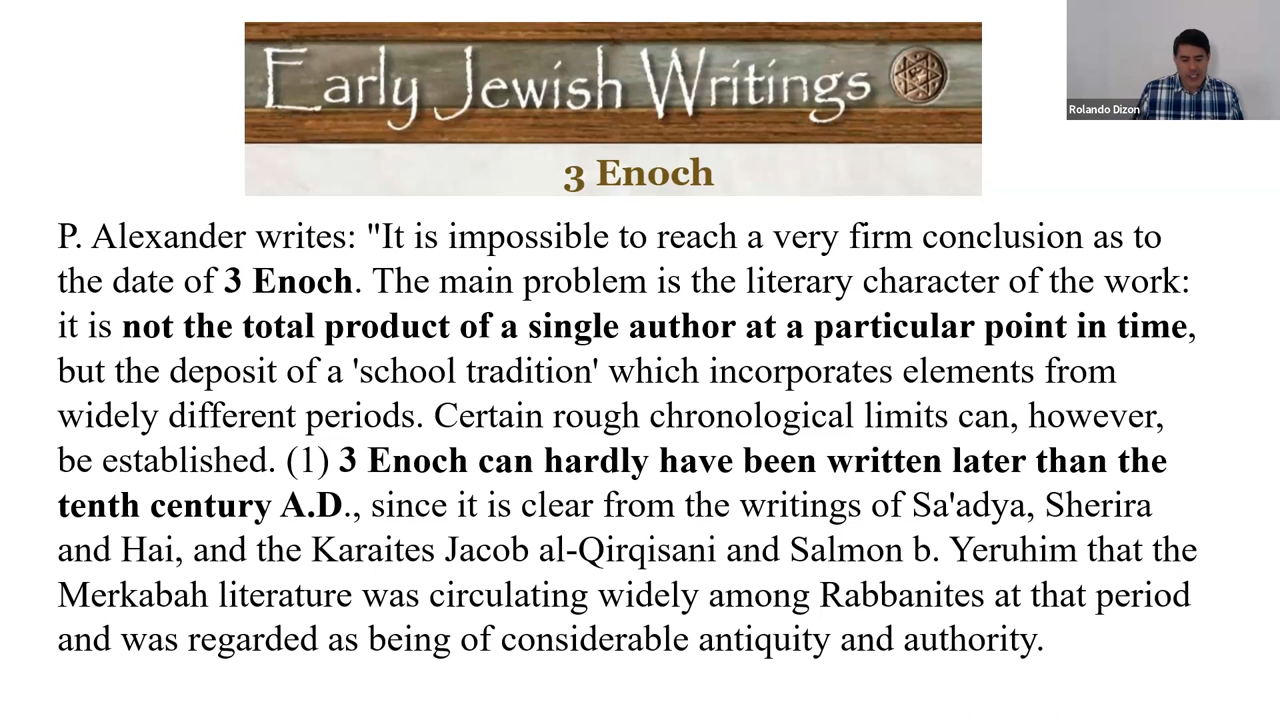 Early Jewish Writings
Rolando Dizon
3 Enoch
P. Alexander writes: "It is impossible to reach a very firm conclusion as to
the date of 3 Enoch. The main problem is the literary character of the work:
it is not the total product of a single author at a particular point in time,
but the deposit of a 'school tradition' which incorporates elements from
widely different periods. Certain rough chronological limits can, however,
be established. (1) 3 Enoch can hardly have been written later than the
tenth century A.D., since it is clear from the writings of Sa'adya, Sherira
and Hai, and the Karaites Jacob al-Qirqisani and Salmon b. Yeruhim that the
Merkabah literature was circulating widely among Rabbanites at that period
and was regarded as being of considerable antiquity and authority.